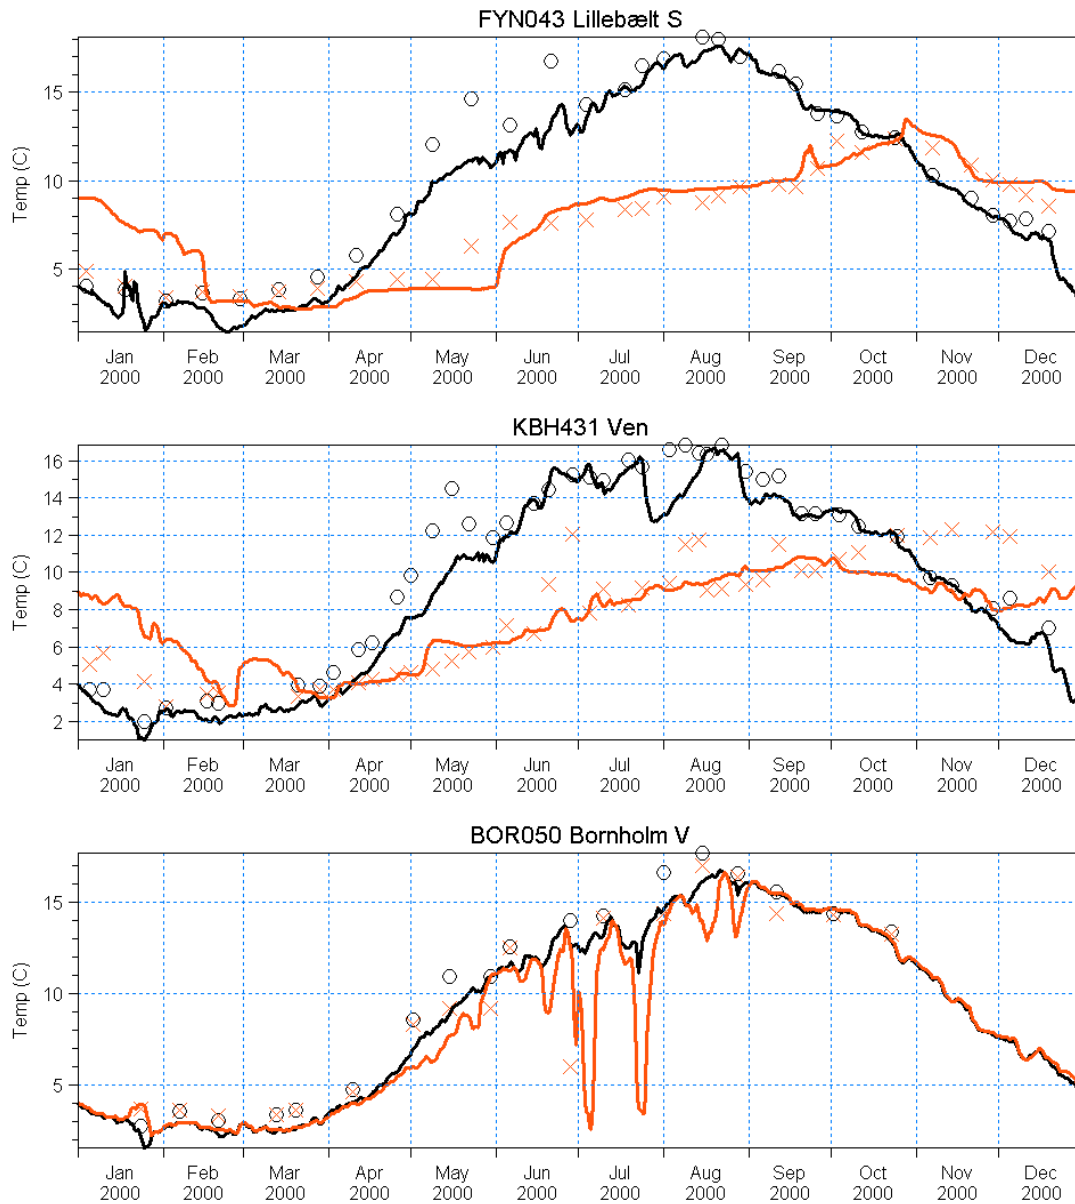 FYN043 Lillebælt S
Temp (C)
15
10
5
Jan Feb Mar Apr May Jun Jul Aug Sep Oct Nov Dec
2000 2000 2000 2000 2000 2000 2000 2000 2000 2000 2000 2000
KBH431 Ven
Temp (C)
16
14
12
10
8
6
4
2
Jan Feb Mar Apr May Jun Jul Aug Sep Oct Nov Dec
2000 2000 2000 2000 2000 2000 2000 2000 2000 2000 2000 2000
BOR050 Bornholm V
Temp (C)
15
10
5
Jan Feb Mar Apr May Jun Jul Aug Sep Oct Nov Dec
2000 2000 2000 2000 2000 2000 2000 2000 2000 2000 2000 2000